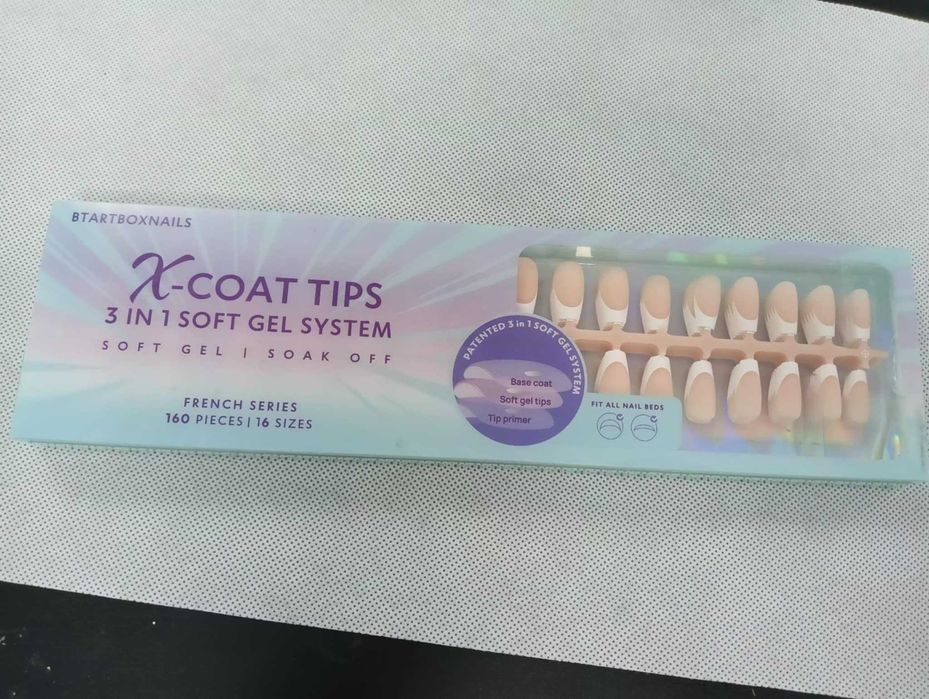 BTARTBOXNAILS
X-COAT TIPS
3 IN 1 SOFT GEL SYSTEM
SOFT GEL | SOAK OFF
FRENCH SERIES
160 PIECES | 16 SIZES
PATENTED 3 in 1 SOFT GEL SYSTEM
Base coat
Soft gel tips
Tip primer
FIT ALL NAIL BEDS